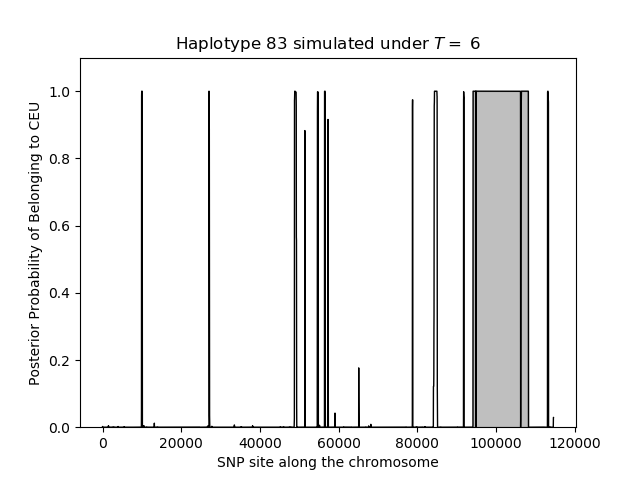 Haplotype 83 simulated under T = 6
Posterior Probability of Belonging to CEU
1.0
0.8
0.6
0.4
0.2
0.0
0 20000 40000 60000 80000 100000 120000
SNP site along the chromosome